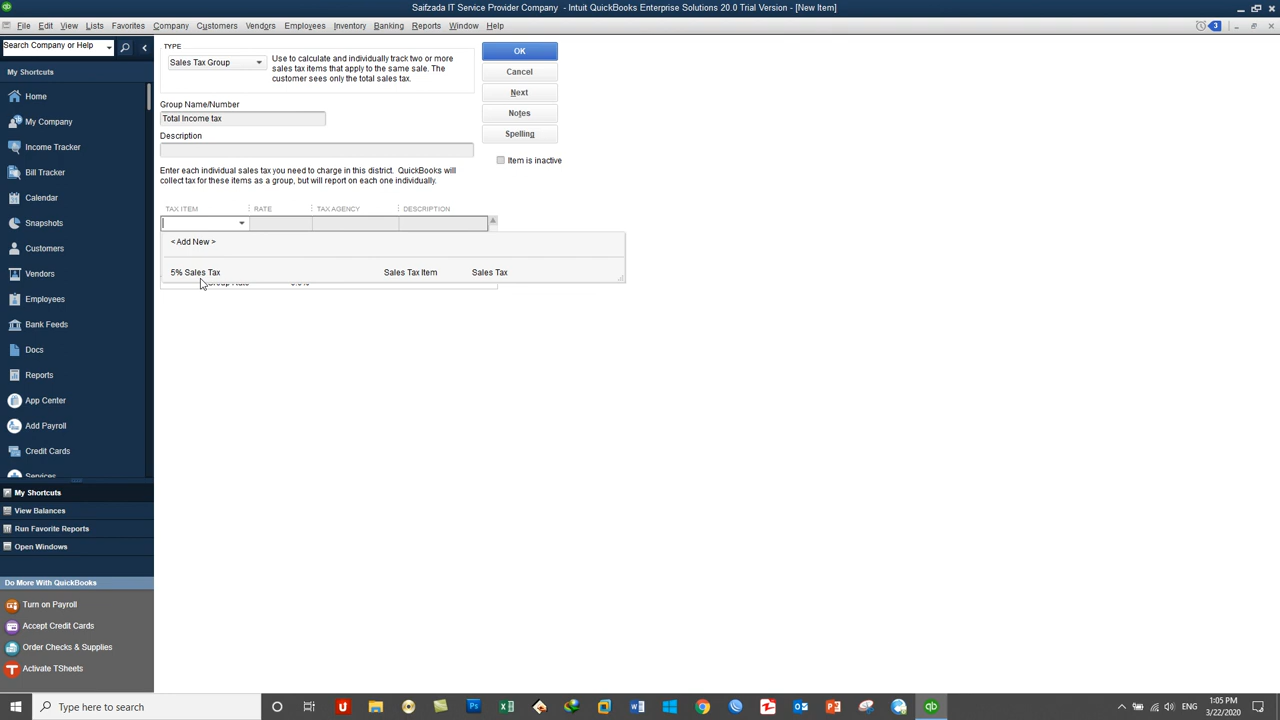 Saifzada IT Service Provider Company - Intuit QuickBooks Enterprise Solutions 20.0 Trial Version - [New Item]
File Edit View Lists Favorites Company Customers Vendors Employees Inventory Banking Reports Window Help
3
Search Company or Help
My Shortcuts
Home
My Company
Income Tracker
Bill Tracker
Calendar
Snapshots
Customers
Vendors
Employees
Bank Feeds
Docs
Reports
App Center
Add Payroll
Credit Cards
Services
My Shortcuts
View Balances
Run Favorite Reports
Open Windows
Do More With QuickBooks
Turn on Payroll
Accept Credit Cards
Order Checks & Supplies
Activate TSheets
TYPE
Sales Tax Group
Use to calculate and individually track two or more
sales tax items that apply to the same sale. The
customer sees only the total sales tax.
OK
Cancel
Next
Notes
Spelling
Item is inactive
Group Name/Number
Total Income tax
Description
Enter each individual sales tax you need to charge in this district. QuickBooks will
collect tax for these items as a group, but will report on each one individually.
TAX ITEM RATE TAX AGENCY DESCRIPTION
< Add New >
5% Sales Tax Sales Tax Item Sales Tax
Group Rate
Type here to search
ENG
1:05 PM
3/22/2020